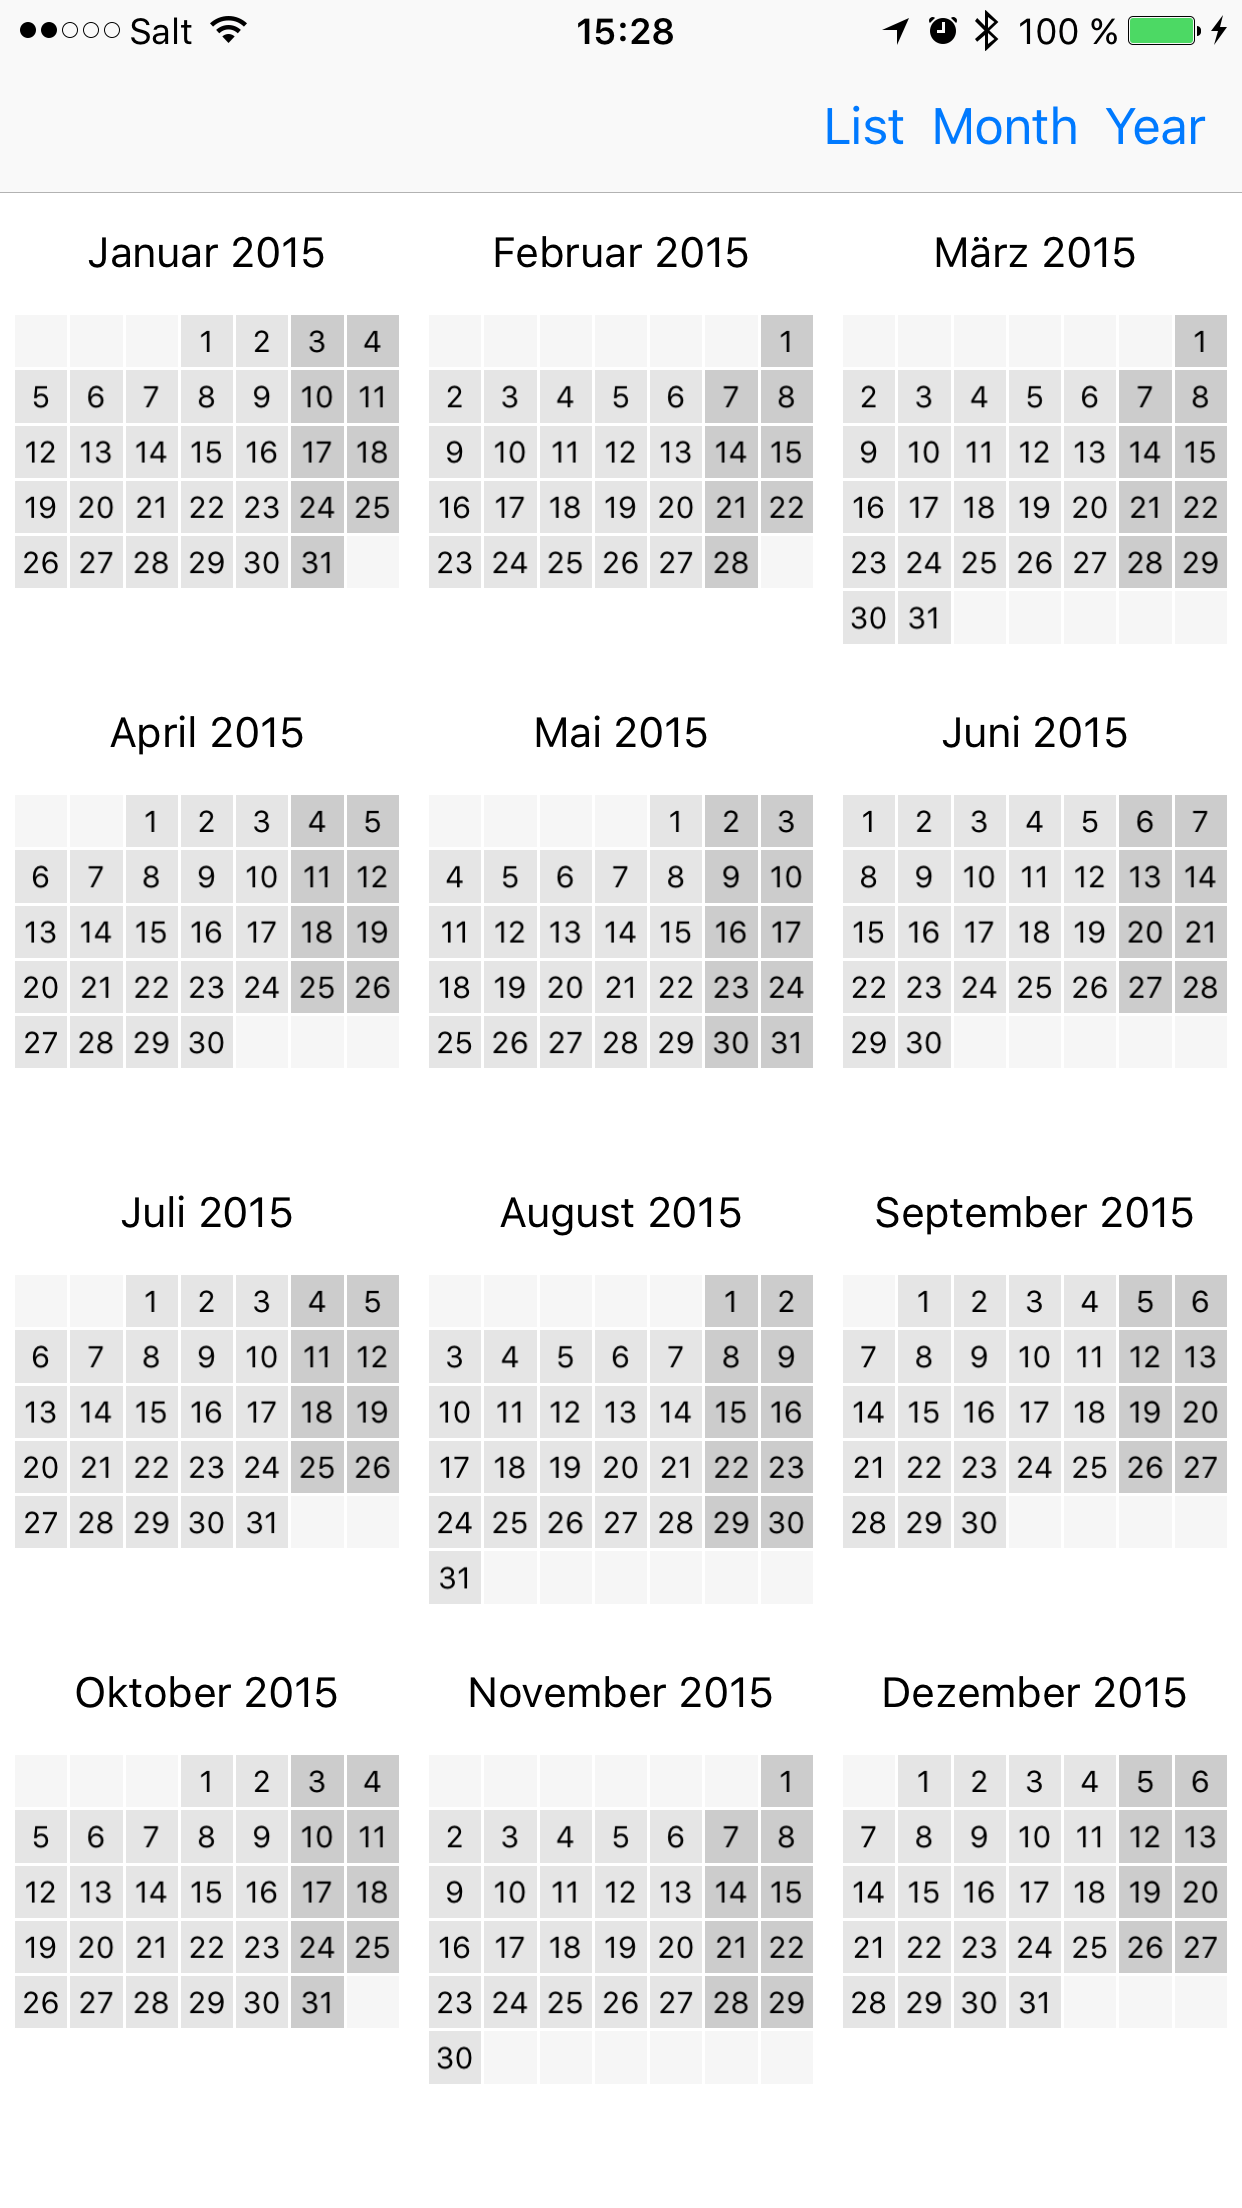 Salt 15:28 100 %
List Month Year
Januar 2015
1 2 3 4
5 6 7 8 9 10 11
12 13 14 15 16 17 18
19 20 21 22 23 24 25
26 27 28 29 30 31
Februar 2015
1
2 3 4 5 6 7 8
9 10 11 12 13 14 15
16 17 18 19 20 21 22
23 24 25 26 27 28
März 2015
1
2 3 4 5 6 7 8
9 10 11 12 13 14 15
16 17 18 19 20 21 22
23 24 25 26 27 28 29
30 31
April 2015
1 2 3 4 5
6 7 8 9 10 11 12
13 14 15 16 17 18 19
20 21 22 23 24 25 26
27 28 29 30
Mai 2015
1 2 3
4 5 6 7 8 9 10
11 12 13 14 15 16 17
18 19 20 21 22 23 24
25 26 27 28 29 30 31
Juni 2015
1 2 3 4 5 6 7
8 9 10 11 12 13 14
15 16 17 18 19 20 21
22 23 24 25 26 27 28
29 30
Juli 2015
1 2 3 4 5
6 7 8 9 10 11 12
13 14 15 16 17 18 19
20 21 22 23 24 25 26
27 28 29 30 31
August 2015
1 2
3 4 5 6 7 8 9
10 11 12 13 14 15 16
17 18 19 20 21 22 23
24 25 26 27 28 29 30
31
September 2015
1 2 3 4 5 6
7 8 9 10 11 12 13
14 15 16 17 18 19 20
21 22 23 24 25 26 27
28 29 30
Oktober 2015
1 2 3 4
5 6 7 8 9 10 11
12 13 14 15 16 17 18
19 20 21 22 23 24 25
26 27 28 29 30 31
November 2015
1
2 3 4 5 6 7 8
9 10 11 12 13 14 15
16 17 18 19 20 21 22
23 24 25 26 27 28 29
30
Dezember 2015
1 2 3 4 5 6
7 8 9 10 11 12 13
14 15 16 17 18 19 20
21 22 23 24 25 26 27
28 29 30 31